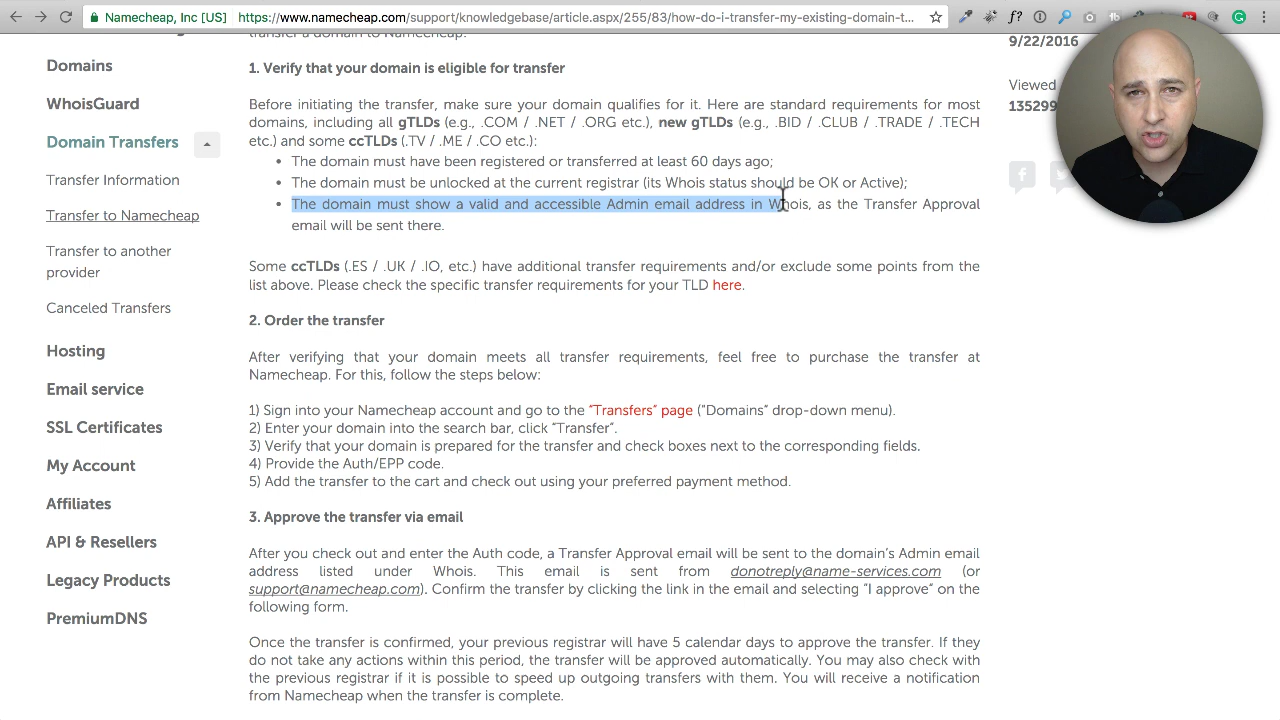 Namecheap, Inc [US]
https://www.namecheap.com/support/knowledgebase/article.aspx/255/83/how-do-i-transfer-my-existing-domain-t...
transfer a domain to Namecheap.
9/22/2016
Viewed
135299
Domains
WhoisGuard
Domain Transfers
Transfer Information
Transfer to Namecheap
Transfer to another
provider
Canceled Transfers
Hosting
Email service
SSL Certificates
My Account
Affiliates
API & Resellers
Legacy Products
PremiumDNS
1. Verify that your domain is eligible for transfer
Before initiating the transfer, make sure your domain qualifies for it. Here are standard requirements for most
domains, including all gTLDs (e.g., .COM / .NET / .ORG etc.), new gTLDs (e.g., .BID / .CLUB / .TRADE / .TECH
etc.) and some ccTLDs (.TV / .ME / .CO etc.):
• The domain must have been registered or transferred at least 60 days ago;
• The domain must be unlocked at the current registrar (its Whois status should be OK or Active);
• The domain must show a valid and accessible Admin email address in Whois, as the Transfer Approval
email will be sent there.
Some ccTLDs (.ES / .UK / .IO, etc.) have additional transfer requirements and/or exclude some points from the
list above. Please check the specific transfer requirements for your TLD here.
2. Order the transfer
After verifying that your domain meets all transfer requirements, feel free to purchase the transfer at
Namecheap. For this, follow the steps below:
1) Sign into your Namecheap account and go to the “Transfers” page (“Domains” drop-down menu).
2) Enter your domain into the search bar, click “Transfer”.
3) Verify that your domain is prepared for the transfer and check boxes next to the corresponding fields.
4) Provide the Auth/EPP code.
5) Add the transfer to the cart and check out using your preferred payment method.
3. Approve the transfer via email
After you check out and enter the Auth code, a Transfer Approval email will be sent to the domain’s Admin email
address listed under Whois. This email is sent from donotreply@name-services.com (or
support@namecheap.com). Confirm the transfer by clicking the link in the email and selecting “I approve” on the
following form.
Once the transfer is confirmed, your previous registrar will have 5 calendar days to approve the transfer. If they
do not take any actions within this period, the transfer will be approved automatically. You may also check with
the previous registrar if it is possible to speed up outgoing transfers with them. You will receive a notification
from Namecheap when the transfer is complete.